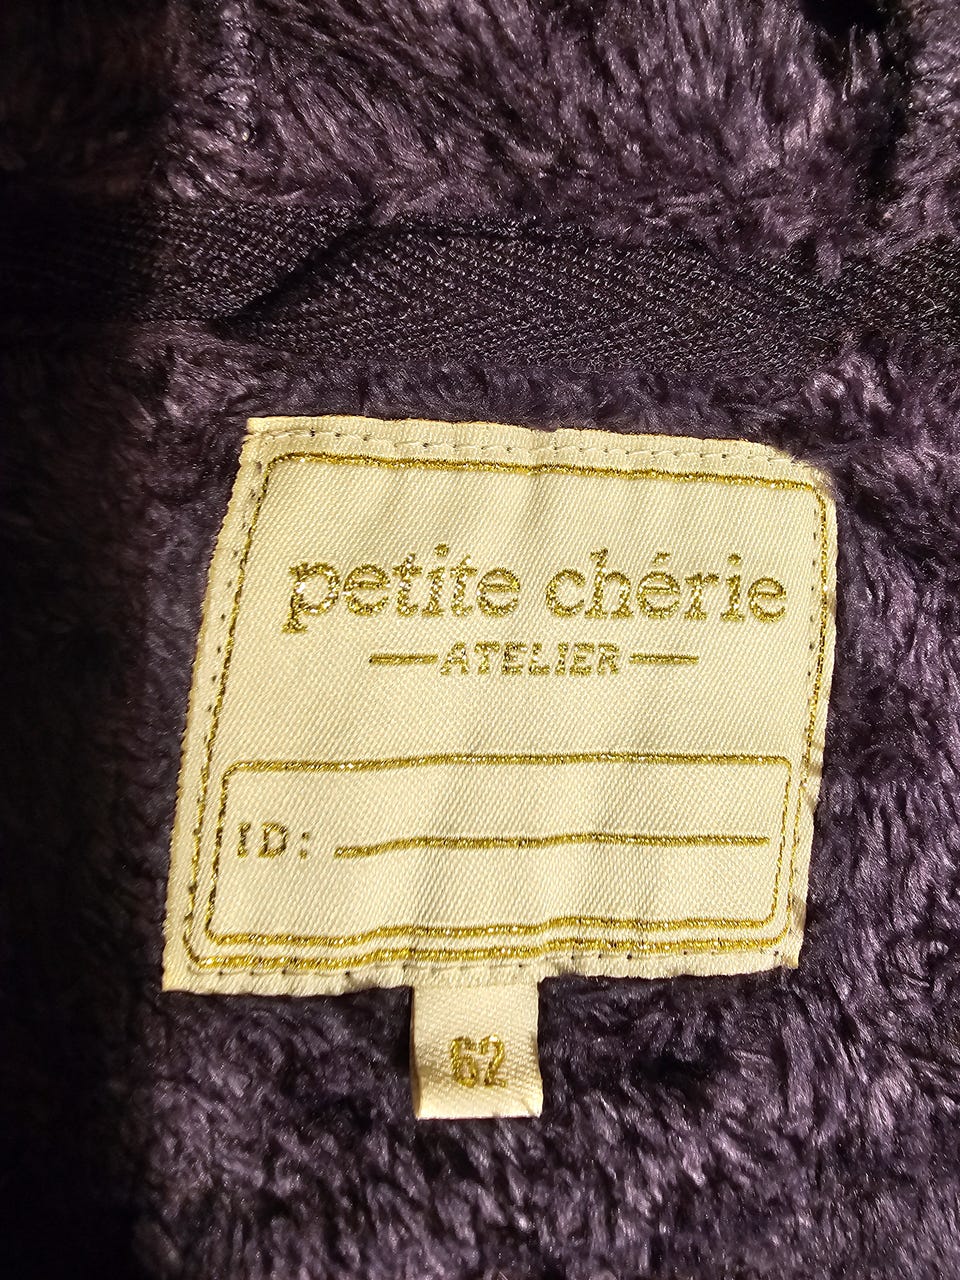 petite chérie
ATELIER
ID:
62